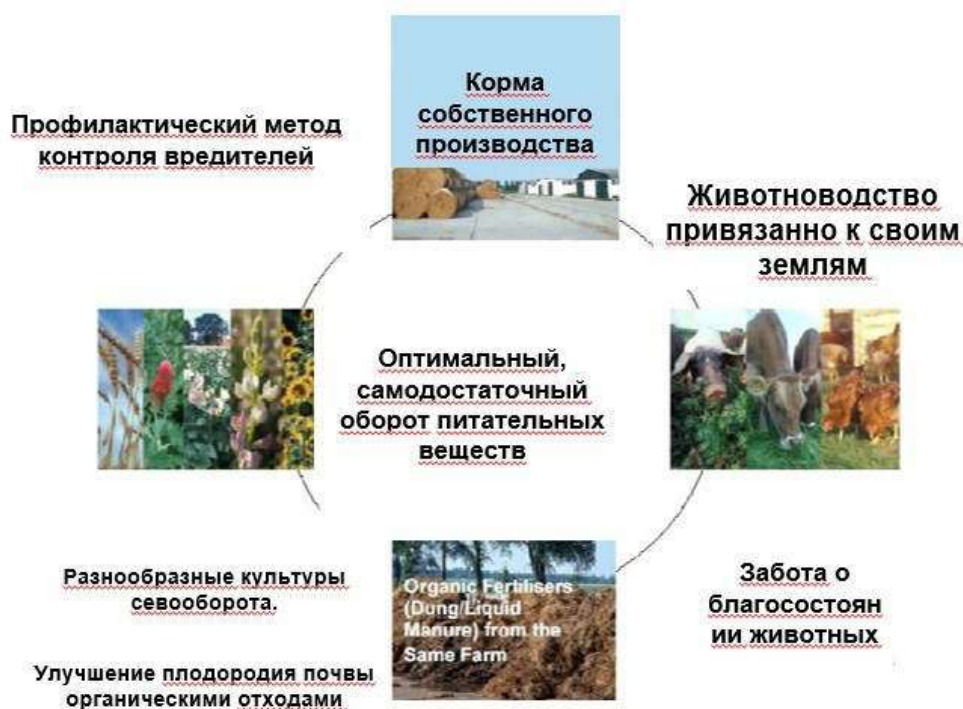 Корма
собственного
производства
Профилактический метод
контроля вредителей
Животноводство
привязанно к своим
землям
Оптимальный,
самодостаточный
оборот питательных
веществ
Organic Fertilisers
(Dung/Liquid
Manure) from the
Same Farm
Разнообразные культуры
севооборота.
Забота о
благосостоян
ии животных
Улучшение плодородия почвы
органическими отходами